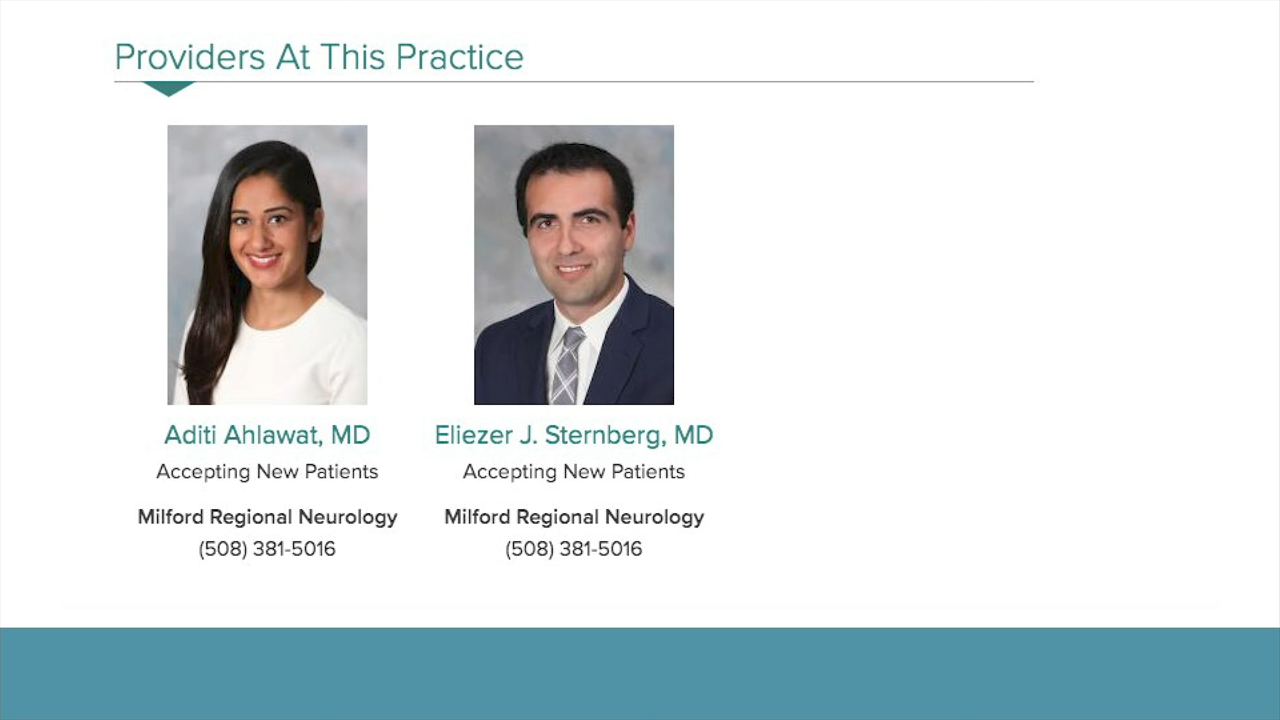 Providers At This Practice
Aditi Ahlawat, MD
Accepting New Patients
Milford Regional Neurology
(508) 381-5016
Eliezer J. Sternberg, MD
Accepting New Patients
Milford Regional Neurology
(508) 381-5016